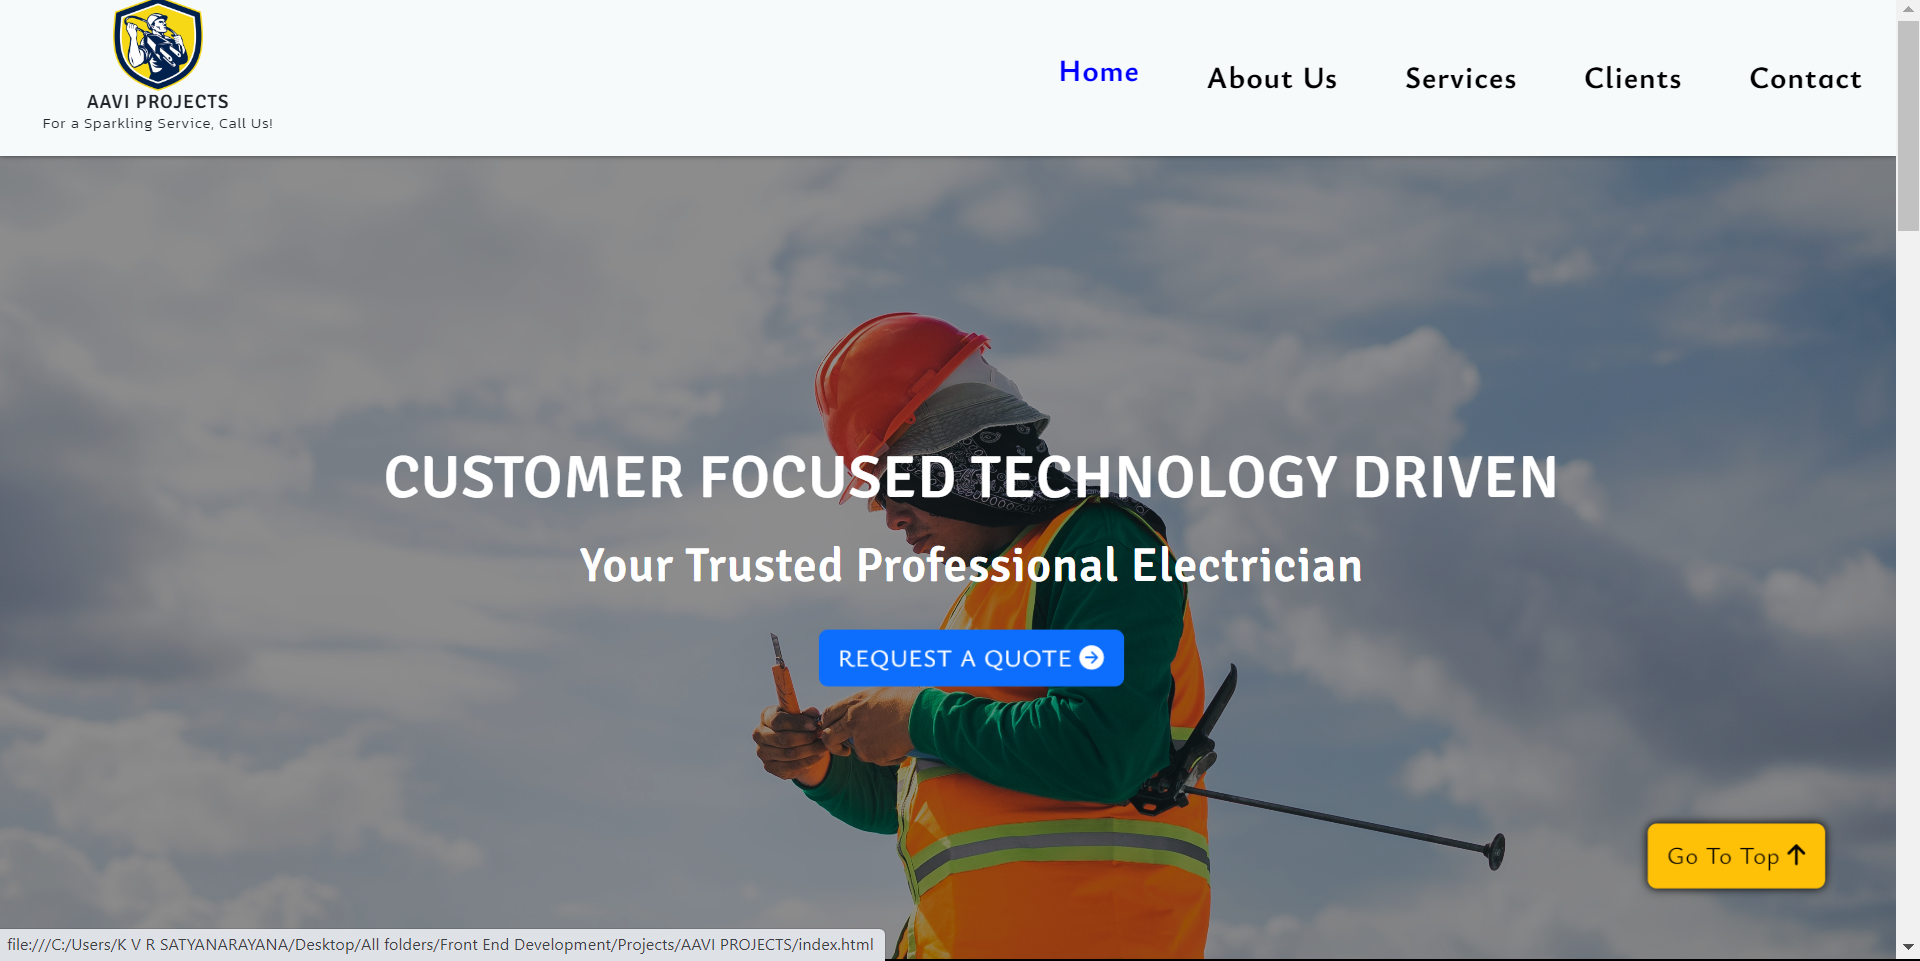 AAVI PROJECTS
For a Sparkling Service, Call Us!
Home
About Us
Services
Clients
Contact
CUSTOMER FOCUSED TECHNOLOGY DRIVEN
Your Trusted Professional Electrician
REQUEST A QUOTE
Go To Top
file:///C:/Users/K V R SATYANARAYANA/Desktop/All folders/Front End Development/Projects/AAVI PROJECTS/index.html